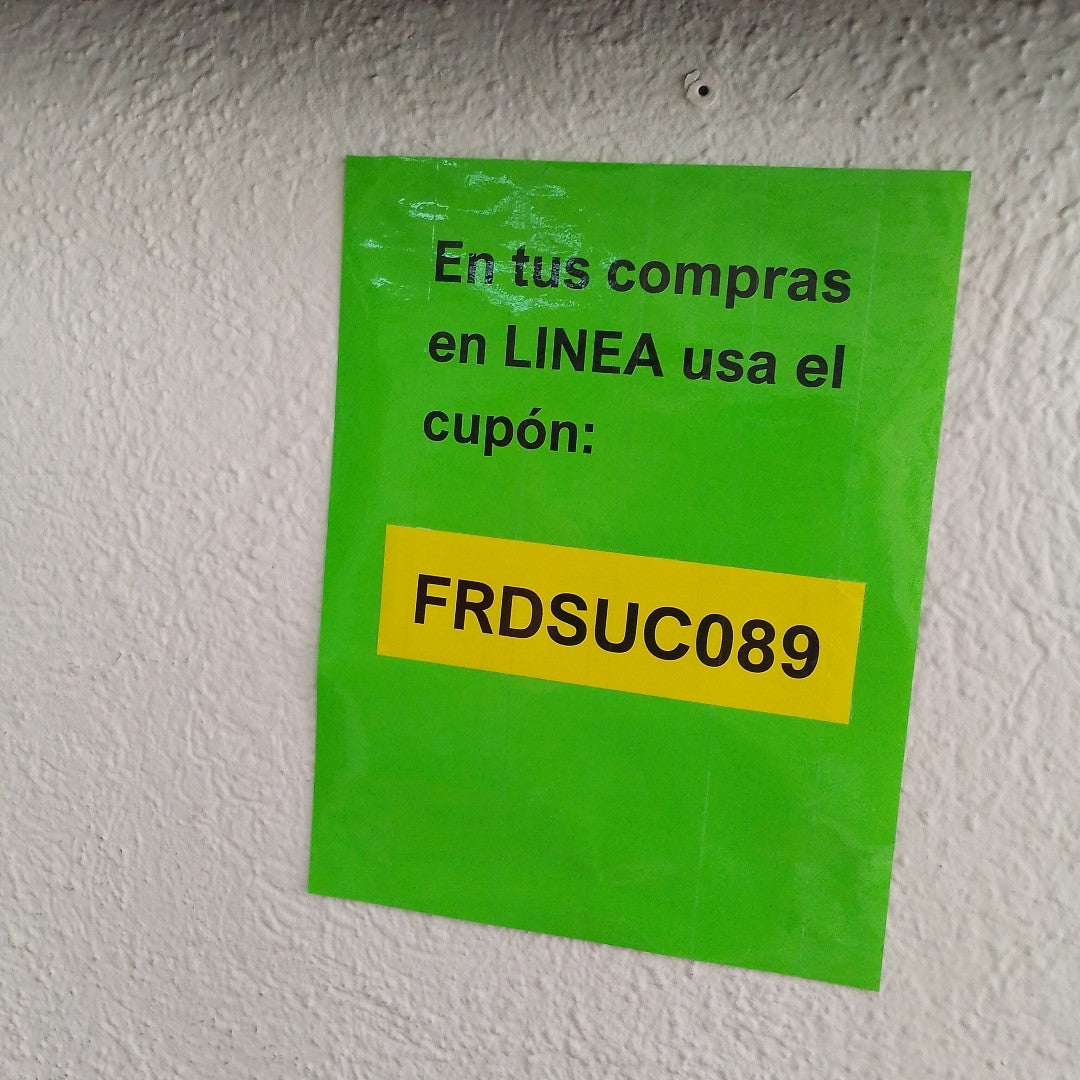 En tus compras
en LINEA usa el
cupón:
FRDSUC089